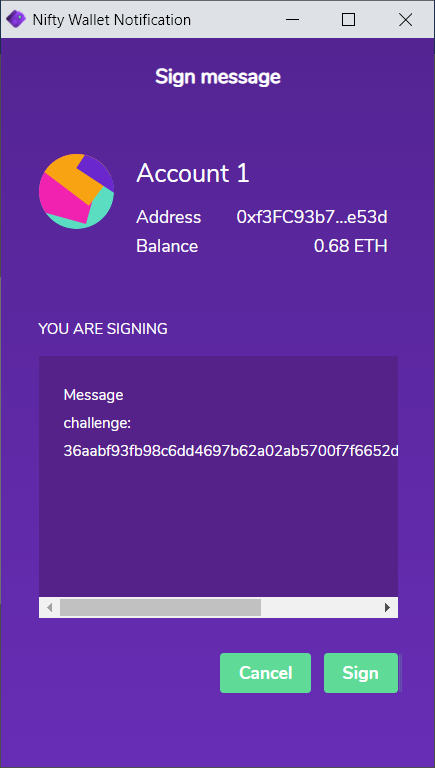 Nifty Wallet Notification
Sign message
Account 1
Address 0xf3FC93b7...e53d
Balance 0.68 ETH
YOU ARE SIGNING
Message
challenge:
36aabf93fb98c6dd4697b62a02ab5700f7f6652d
Cancel Sign